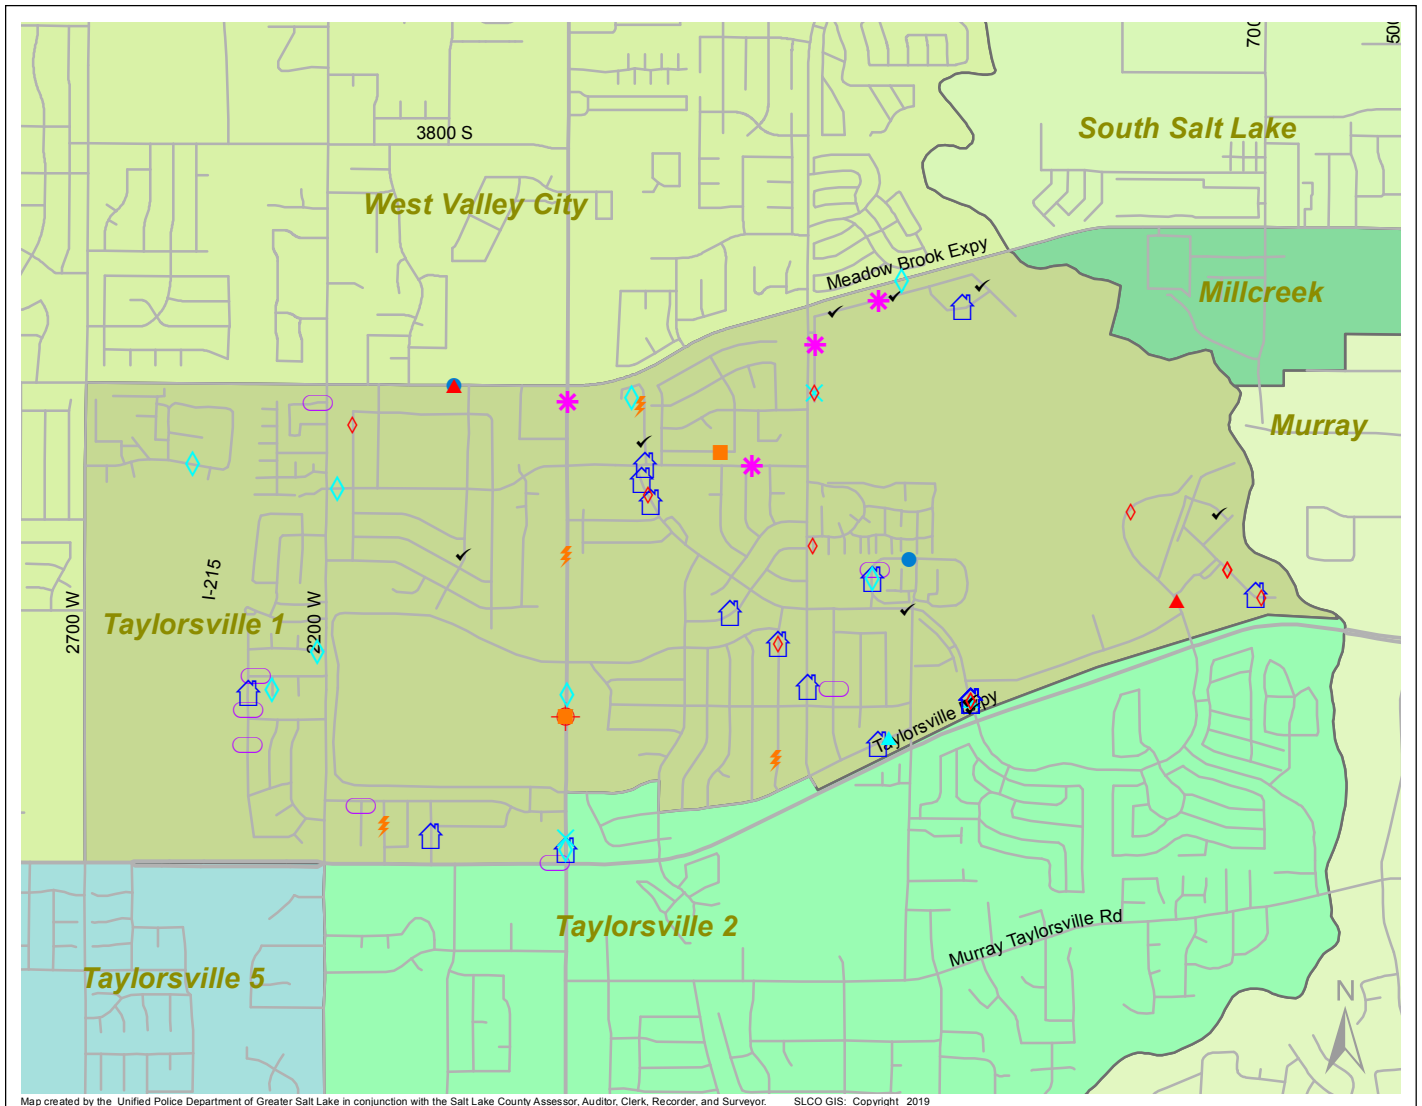 700
500
3800 S
South Salt Lake
West Valley City
Meadow Brook Expy
Millcreek
Murray
I-215
2700 W
2200 W
Taylorsville 1
Taylorsville Expy
Taylorsville 2
Murray Taylorsville Rd
Taylorsville 5
N
Map created by the Unified Police Department of Greater Salt Lake in conjunction with the Salt Lake County Assessor, Auditor, Clerk, Recorder, and Surveyor. SLCO GIS: Copyright 2019